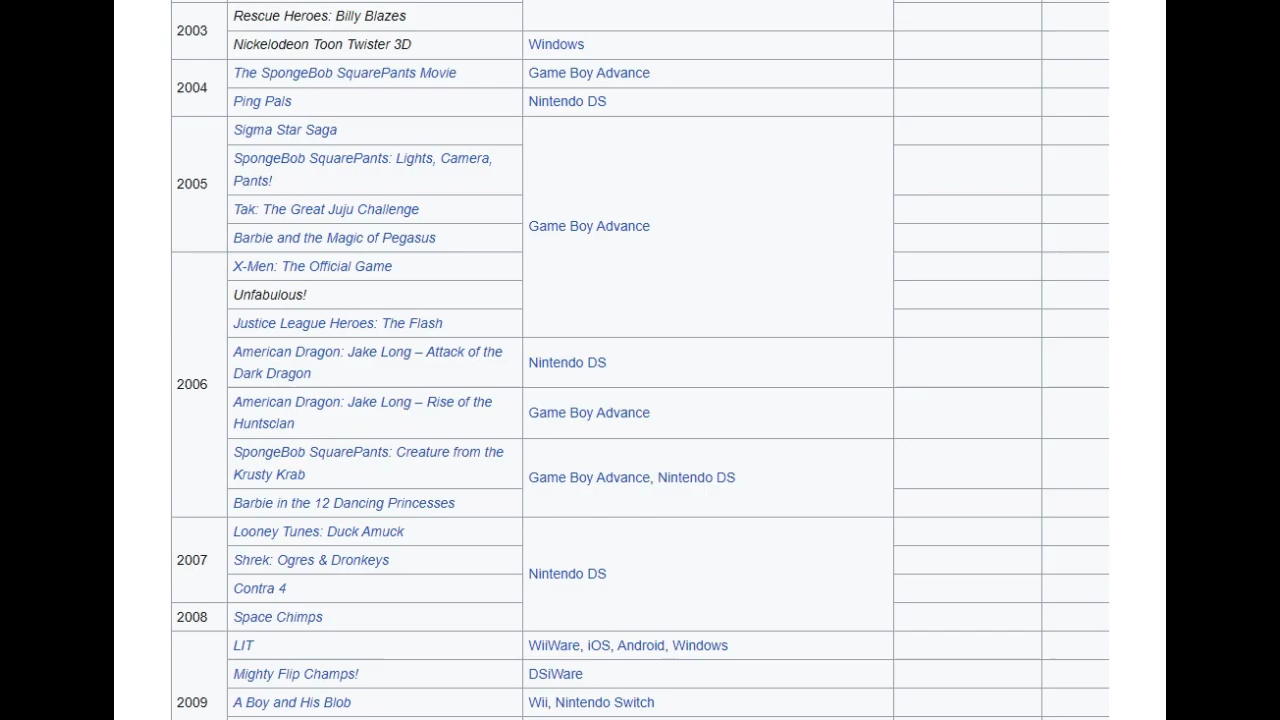 2003
Rescue Heroes: Billy Blazes
Nickelodeon Toon Twister 3D
Windows
2004
The SpongeBob SquarePants Movie
Game Boy Advance
Ping Pals
Nintendo DS
2005
Sigma Star Saga
Game Boy Advance
SpongeBob SquarePants: Lights, Camera,
Pants!
Tak: The Great Juju Challenge
Barbie and the Magic of Pegasus
2006
X-Men: The Official Game
Unfabulous!
Justice League Heroes: The Flash
American Dragon: Jake Long – Attack of the
Dark Dragon
Nintendo DS
American Dragon: Jake Long – Rise of the
Huntsclan
Game Boy Advance
SpongeBob SquarePants: Creature from the
Krusty Krab
Game Boy Advance, Nintendo DS
Barbie in the 12 Dancing Princesses
2007
Looney Tunes: Duck Amuck
Nintendo DS
Shrek: Ogres & Dronkeys
Contra 4
2008
Space Chimps
2009
LIT
WiiWare, iOS, Android, Windows
Mighty Flip Champs!
DSiWare
A Boy and His Blob
Wii, Nintendo Switch